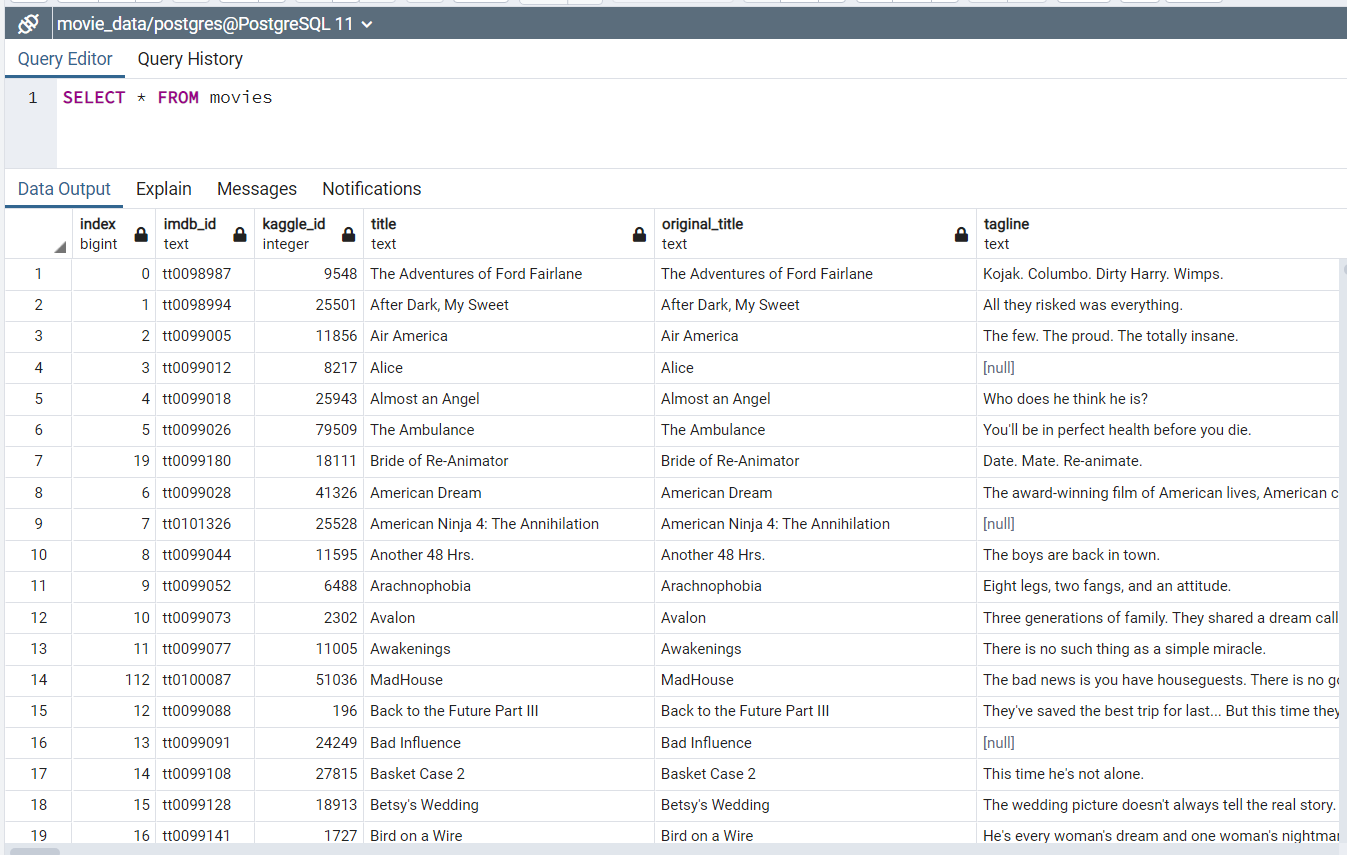 movie_data/postgres@PostgreSQL 11
Query Editor Query History
1 SELECT * FROM movies
Data Output Explain Messages Notifications
index imdb_id kaggle_id title original_title tagline
bigint text integer text text text
1 0 tt0098987 9548 The Adventures of Ford Fairlane The Adventures of Ford Fairlane Kojak. Columbo. Dirty Harry. Wimps.
2 1 tt0098994 25501 After Dark, My Sweet After Dark, My Sweet All they risked was everything.
3 2 tt0099005 11856 Air America Air America The few. The proud. The totally insane.
4 3 tt0099012 8217 Alice Alice [null]
5 4 tt0099018 25943 Almost an Angel Almost an Angel Who does he think he is?
6 5 tt0099026 79509 The Ambulance The Ambulance You'll be in perfect health before you die.
7 19 tt0099180 18111 Bride of Re-Animator Bride of Re-Animator Date. Mate. Re-animate.
8 6 tt0099028 41326 American Dream American Dream The award-winning film of American lives, American c
9 7 tt0101326 25528 American Ninja 4: The Annihilation American Ninja 4: The Annihilation [null]
10 8 tt0099044 11595 Another 48 Hrs. Another 48 Hrs. The boys are back in town.
11 9 tt0099052 6488 Arachnophobia Arachnophobia Eight legs, two fangs, and an attitude.
12 10 tt0099073 2302 Avalon Avalon Three generations of family. They shared a dream call
13 11 tt0099077 11005 Awakenings Awakenings There is no such thing as a simple miracle.
14 112 tt0100087 51036 MadHouse MadHouse The bad news is you have houseguests. There is no go
15 12 tt0099088 196 Back to the Future Part III Back to the Future Part III They've saved the best trip for last... But this time they
16 13 tt0099091 24249 Bad Influence Bad Influence [null]
17 14 tt0099108 27815 Basket Case 2 Basket Case 2 This time he's not alone.
18 15 tt0099128 18913 Betsy's Wedding Betsy's Wedding The wedding picture doesn't always tell the real story.
19 16 tt0099141 1727 Bird on a Wire Bird on a Wire He's every woman's dream and one woman's nightmar